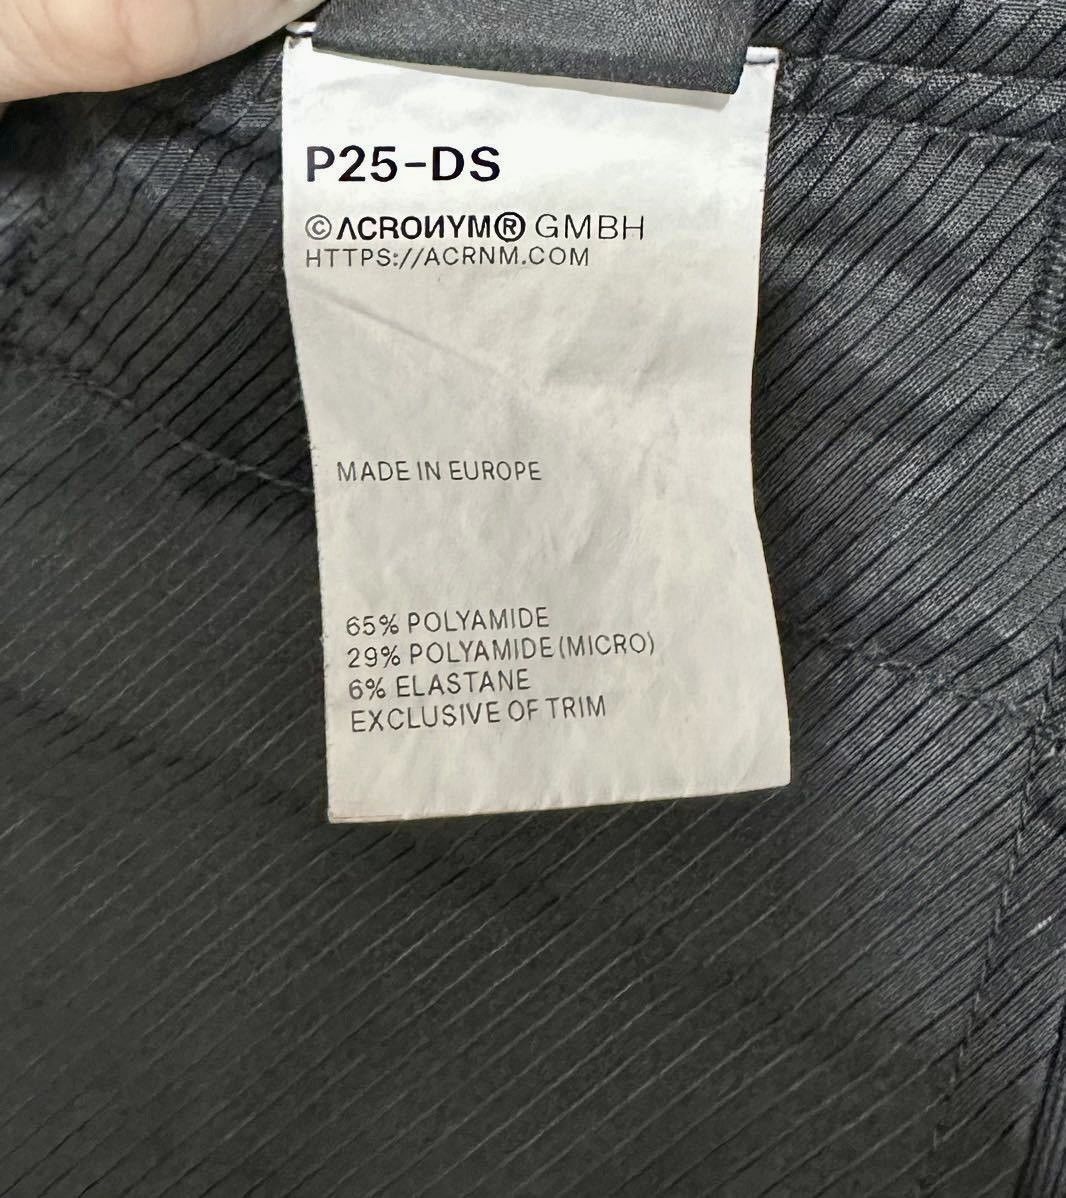 P25-DS
©ΛCROИYM® GMBH
HTTPS://ACRNM.COM
MADE IN EUROPE
65% POLYAMIDE
29% POLYAMIDE(MICRO)
6% ELASTANE
EXCLUSIVE OF TRIM